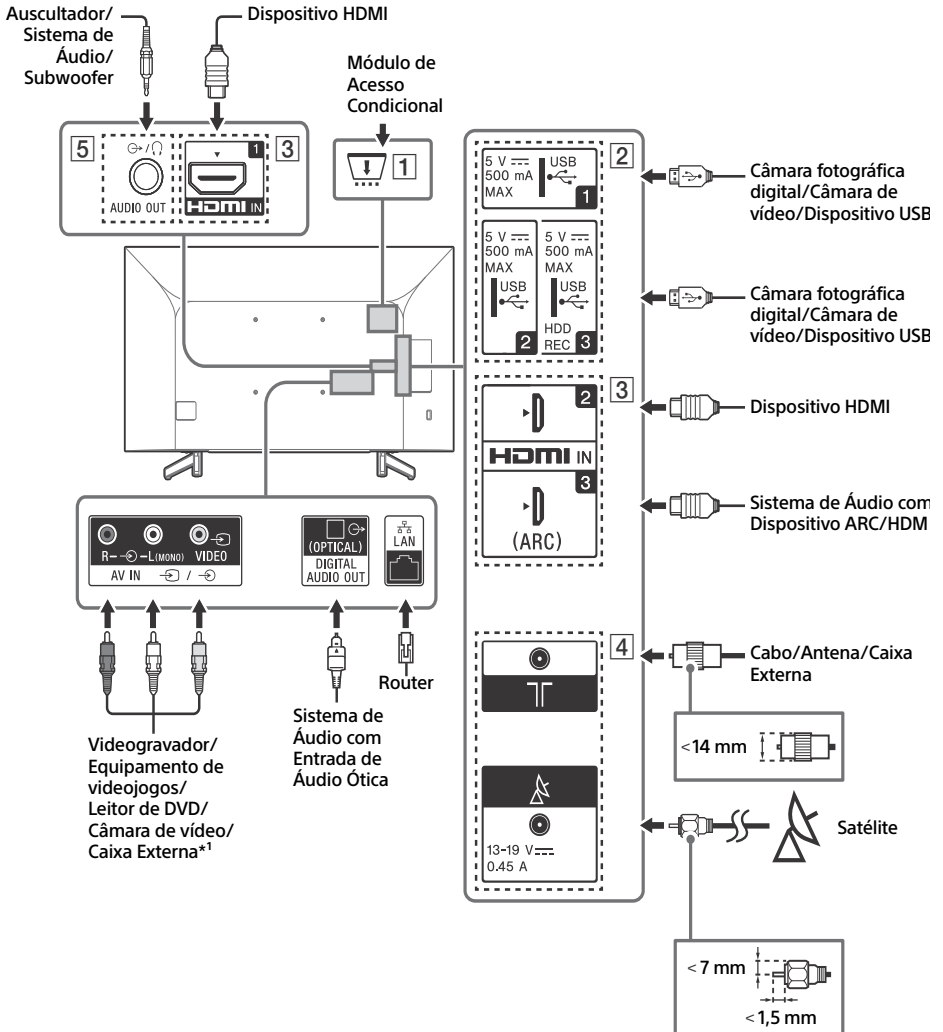 Auscultador/
Sistema de
Áudio/
Subwoofer
Dispositivo HDMI
Módulo de
Acesso
Condicional
5
AUDIO OUT
1
HDMI IN
3
1
5 V
500 mA
MAX
USB
1
2
Câmara fotográfica
digital/Câmara de
vídeo/Dispositivo USB
5 V
500 mA
MAX
USB
2
5 V
500 mA
MAX
USB
HDD
REC 3
Câmara fotográfica
digital/Câmara de
vídeo/Dispositivo USB
2
3
Dispositivo HDMI
HDMI IN
3
(ARC)
Sistema de Áudio com
Dispositivo ARC/HDM
R- -L(MONO) VIDEO
AV IN /
(OPTICAL)
DIGITAL
AUDIO OUT
LAN
Videogravador/
Equipamento de
videojogos/
Leitor de DVD/
Câmara de vídeo/
Caixa Externa*1
Sistema de
Áudio com
Entrada de
Áudio Ótica
Router
4
Cabo/Antena/Caixa
Externa
<14 mm
13-19 V
0.45 A
Satélite
<7 mm
<1,5 mm